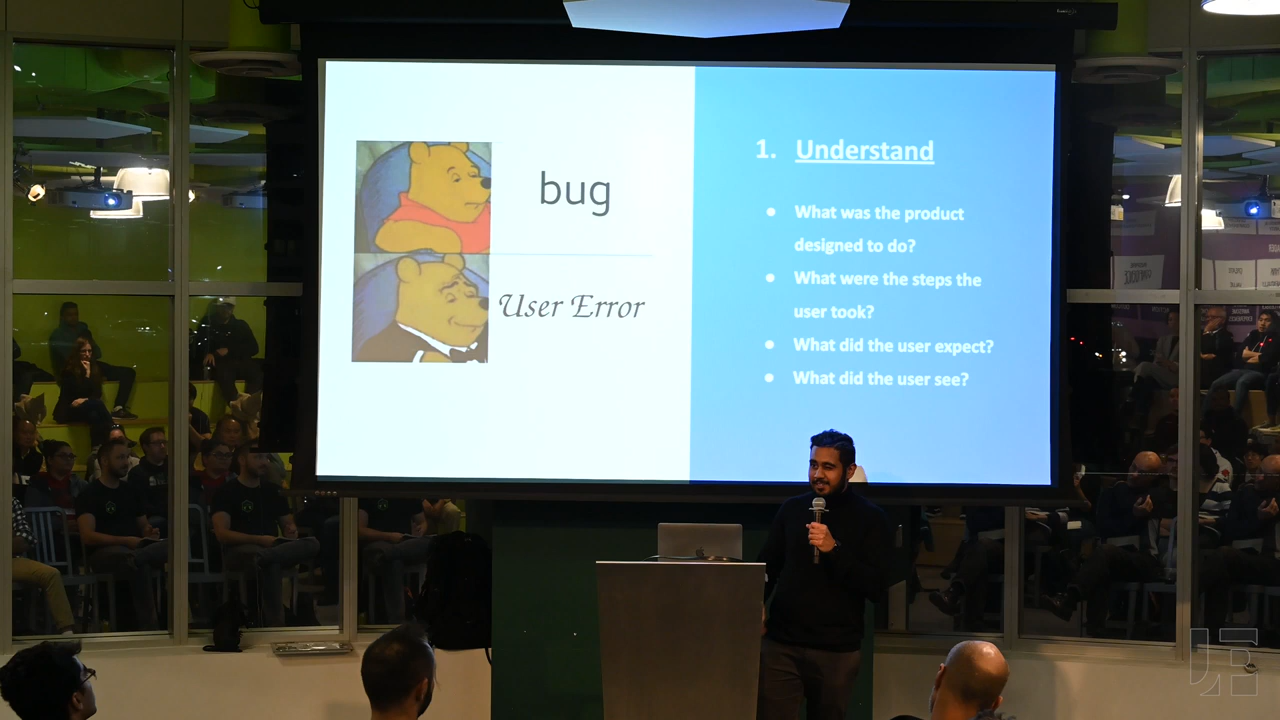 bug
User Error
1. Understand
• What was the product
designed to do?
• What were the steps the
user took?
• What did the user expect?
• What did the user see?